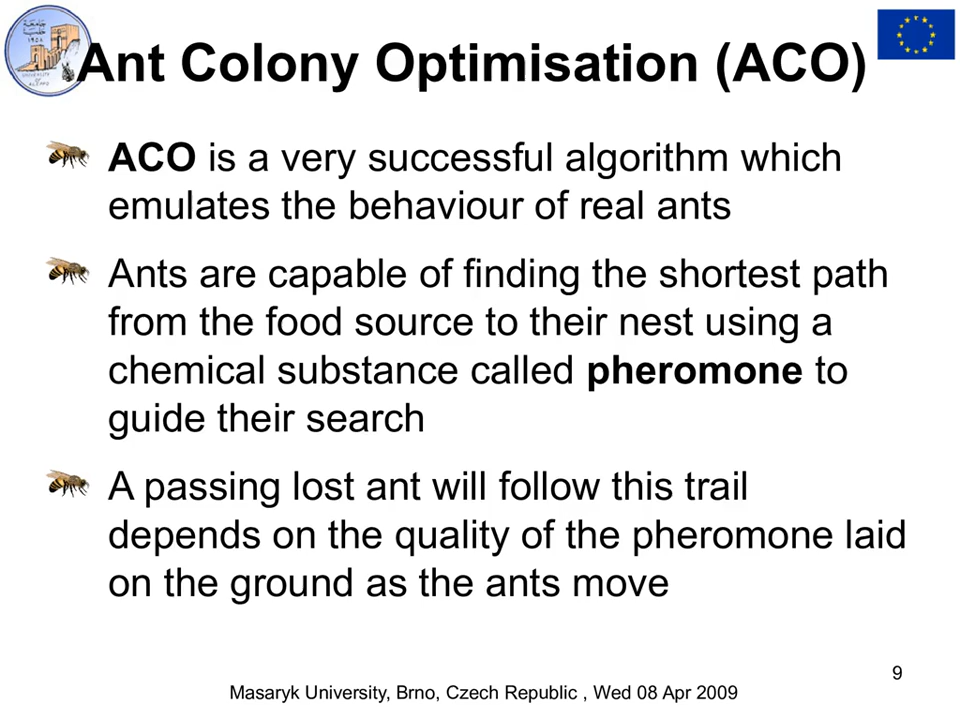 Ant Colony Optimisation (ACO)
ACO is a very successful algorithm which
emulates the behaviour of real ants
Ants are capable of finding the shortest path
from the food source to their nest using a
chemical substance called pheromone to
guide their search
A passing lost ant will follow this trail
depends on the quality of the pheromone laid
on the ground as the ants move
9
Masaryk University, Brno, Czech Republic , Wed 08 Apr 2009